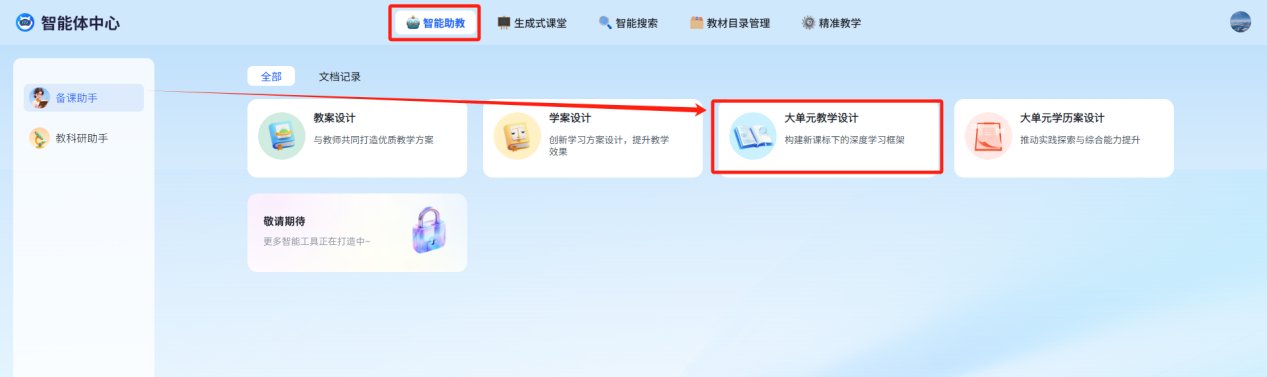 智能体中心
智能助教
生成式课堂
智能搜索
教材目录管理
精准教学
备课助手
教科研助手
全部
文档记录
教案设计
与教师共同打造优质教学方案
学案设计
创新学习方案设计，提升教学
效果
大单元教学设计
构建新课标下的深度学习框架
大单元学历案设计
推动实践探索与综合能力提升
敬请期待
更多智能工具正在打造中~